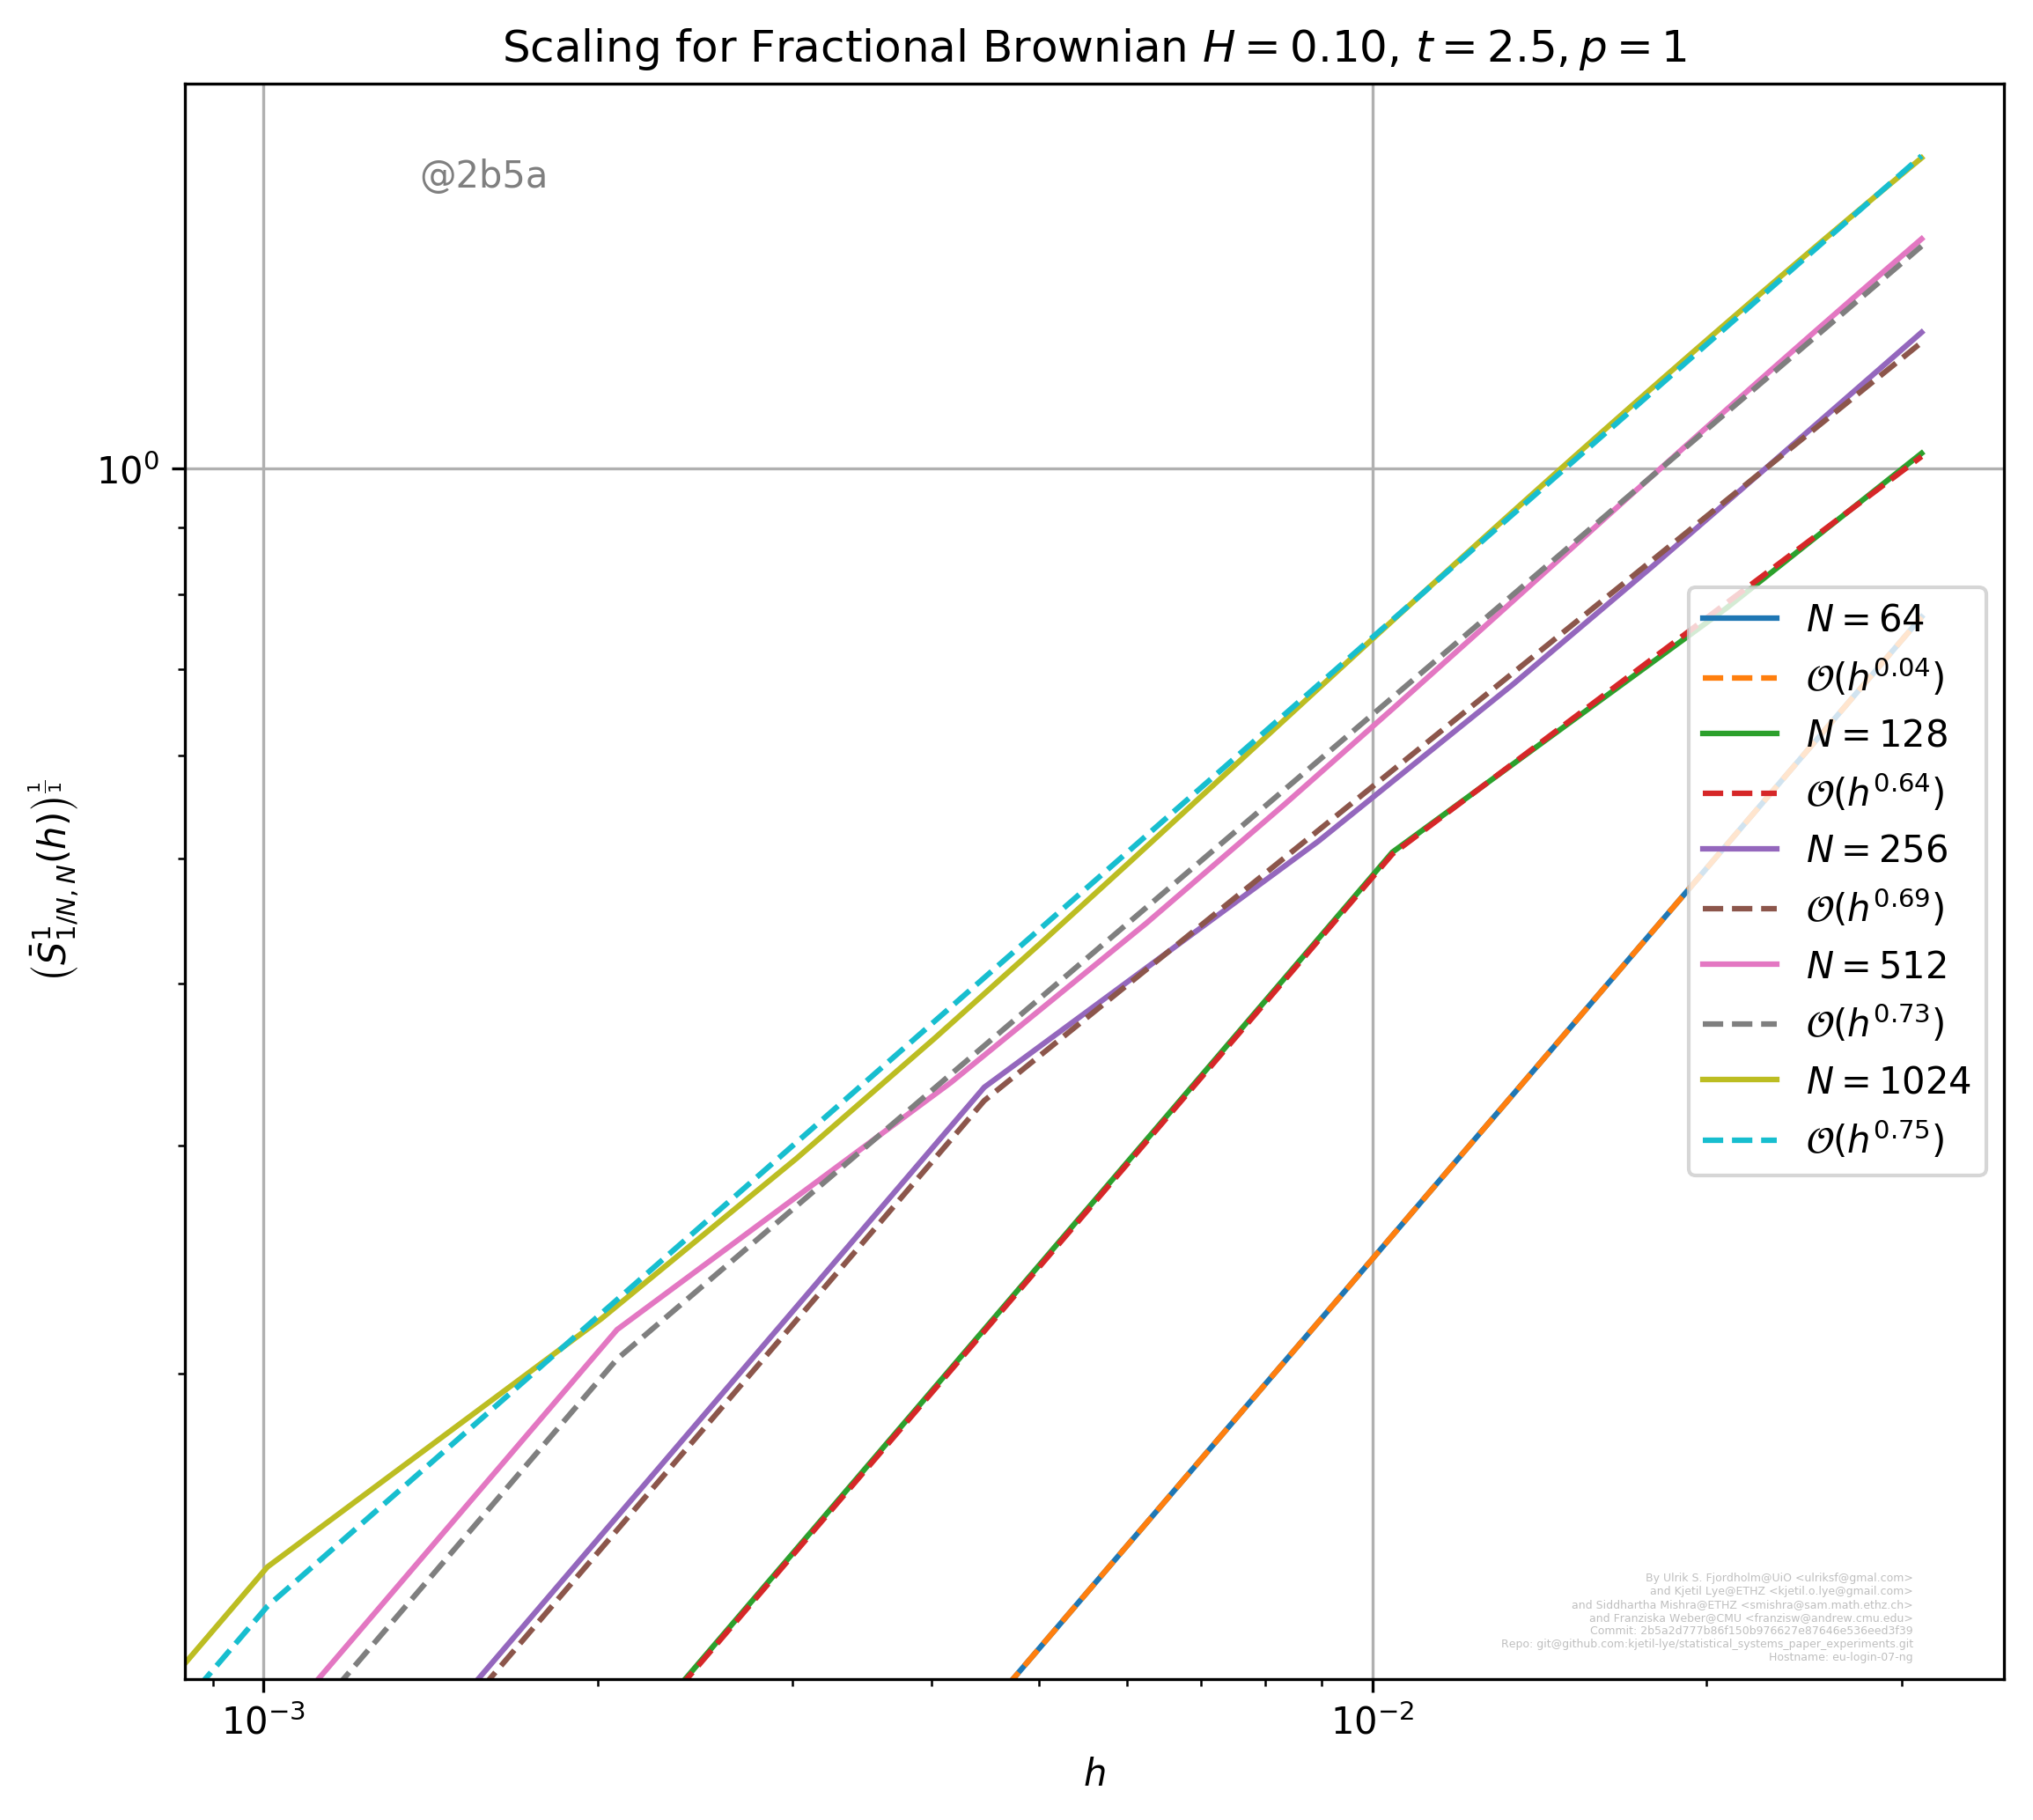 Scaling for Fractional Brownian H = 0.10, t = 2.5, p = 1
@2b5a
10⁰
(S̄¹₁/N,N(h))^(1/1)
N = 64
𝒪(h^0.04)
N = 128
𝒪(h^0.64)
N = 256
𝒪(h^0.69)
N = 512
𝒪(h^0.73)
N = 1024
𝒪(h^0.75)
By Ulrik S. Fjordholm@UiO <ulriksf@gmal.com>
and Kjetil Lye@ETHZ <kjetil.o.lye@gmail.com>
and Siddhartha Mishra@ETHZ <smishra@sam.math.ethz.ch>
and Franziska Weber@CMU <franzisw@andrew.cmu.edu>
Commit: 2b5a2d777b86f150b976627e87646e536eed3f39
Repo: git@github.com:kjetil-lye/statistical_systems_paper_experiments.git
Hostname: eu-login-07-ng
10⁻³
10⁻²
h